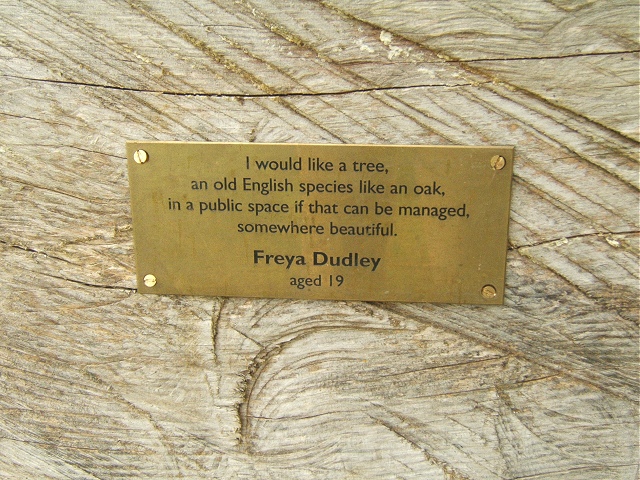 I would like a tree,
an old English species like an oak,
in a public space if that can be managed,
somewhere beautiful.
Freya Dudley
aged 19